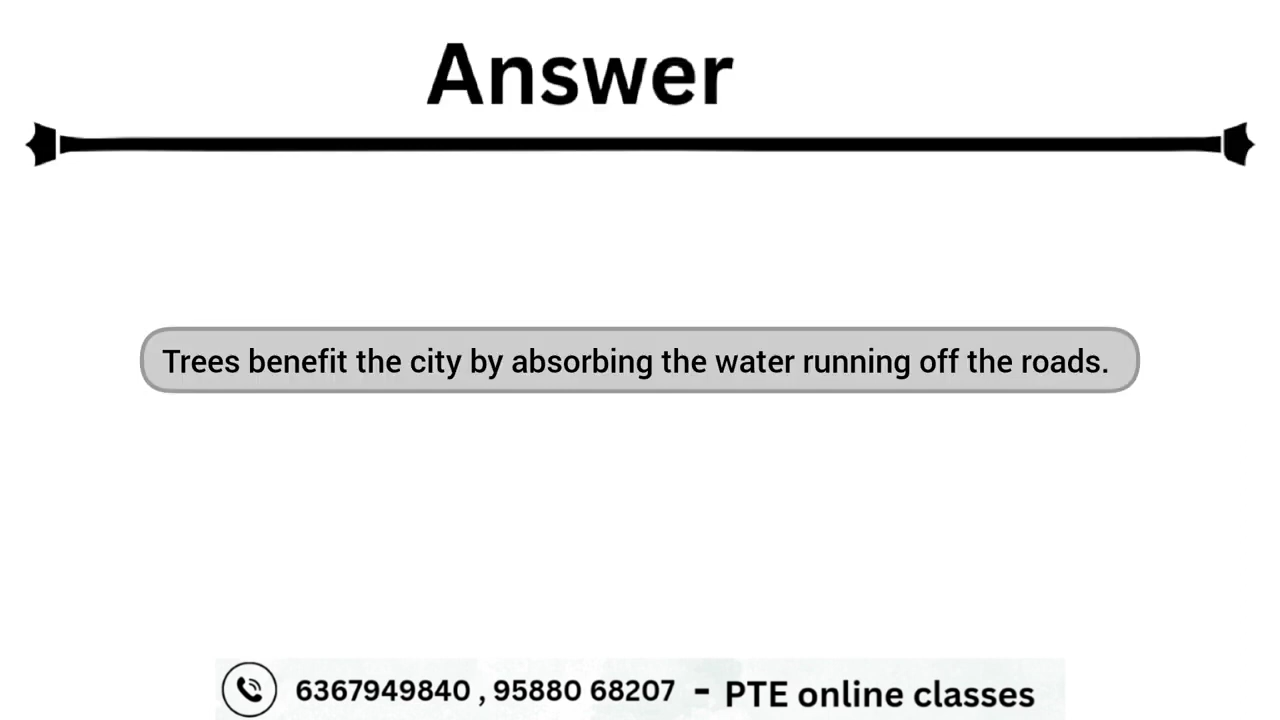 Answer
Trees benefit the city by absorbing the water running off the roads.
6367949840 , 95880 68207 - PTE online classes